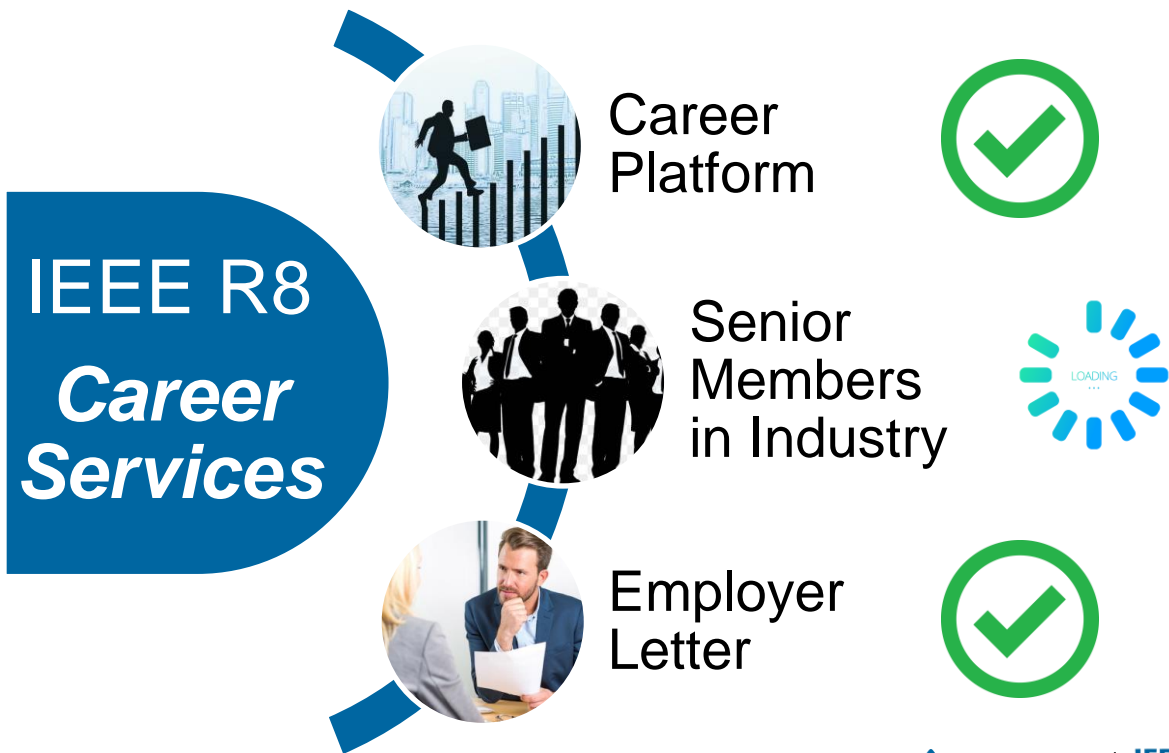 IEEE R8
Career
Services
Career
Platform
Senior
Members
in Industry
LOADING
...
Employer
Letter